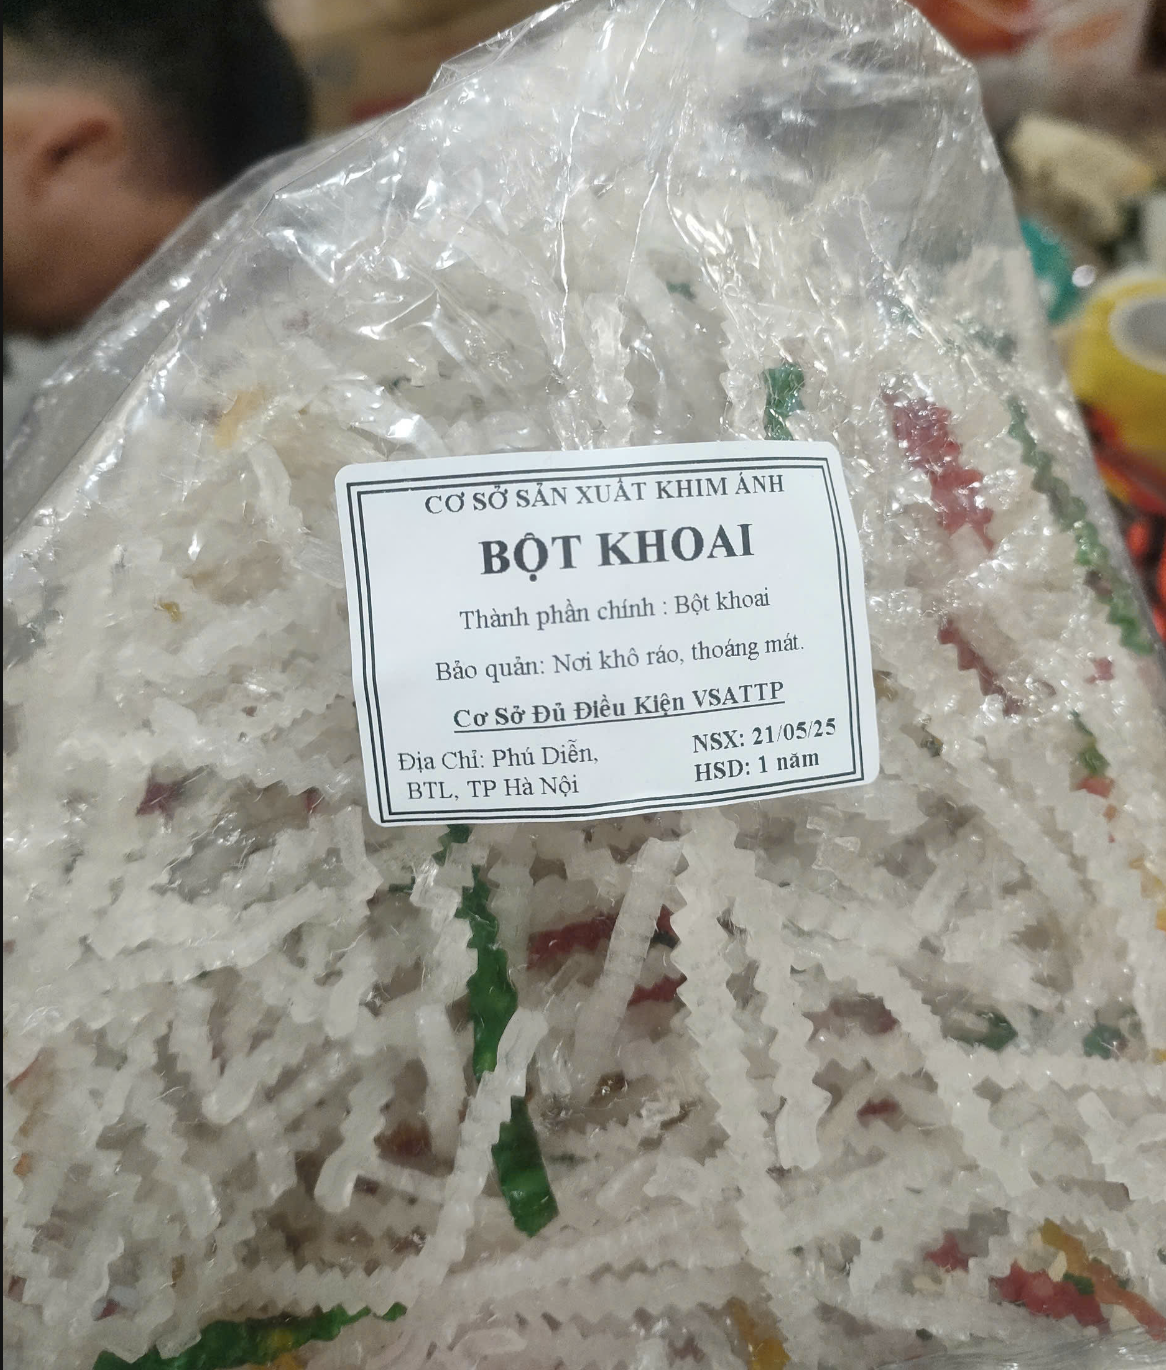 CƠ SỞ SẢN XUẤT KHIM ÁNH
BỘT KHOAI
Thành phần chính : Bột khoai
Bảo quản: Nơi khô ráo, thoáng mát.
Cơ Sở Đủ Điều Kiện VSATTP
Địa Chỉ: Phú Diễn,
BTL, TP Hà Nội
NSX: 21/05/25
HSD: 1 năm